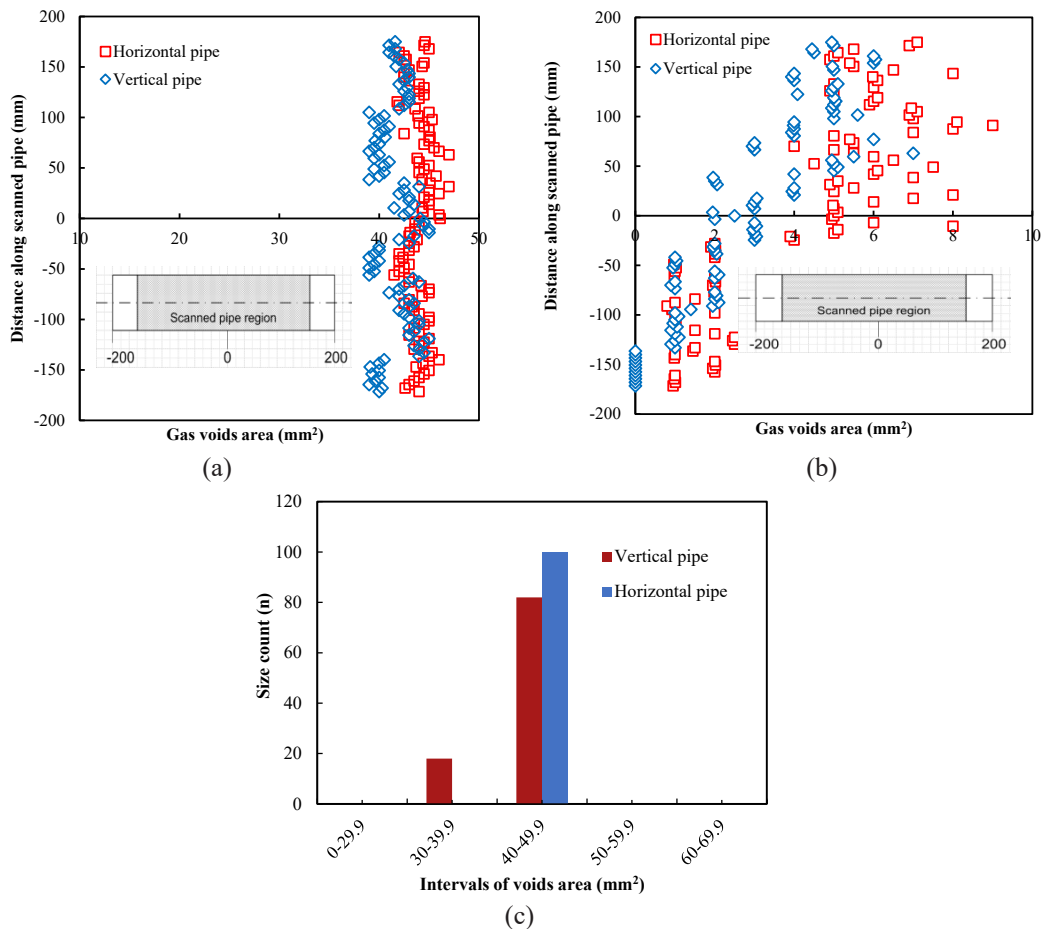 200
150
100
50
0
-50
-100
-150
-200
10
20
30
40
50
Distance along scanned pipe (mm)
Gas voids area (mm²)
Horizontal pipe
Vertical pipe
Scanned pipe region
-200
0
200
(a)
200
150
100
50
0
-50
-100
-150
-200
0
2
4
6
8
10
Distance along scanned pipe (mm)
Gas voids area (mm²)
Horizontal pipe
Vertical pipe
Scanned pipe region
-200
0
200
(b)
120
100
80
60
40
20
0
Size count (n)
Vertical pipe
Horizontal pipe
0-29.9
30-39.9
40-49.9
50-59.9
60-69.9
Intervals of voids area (mm²)
(c)